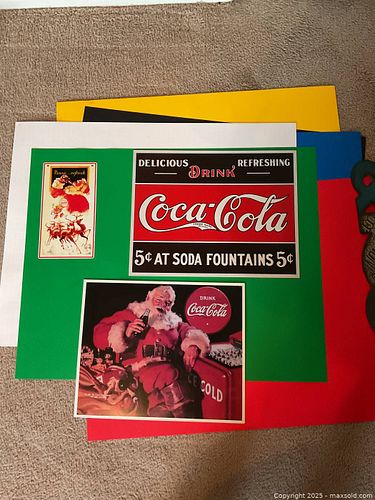 DELICIOUS REFRESHING
DRINK
Coca-Cola
5¢ AT SODA FOUNTAINS 5¢
DRINK
Coca-Cola
COLD
Copyright 2025 - maxsold.com